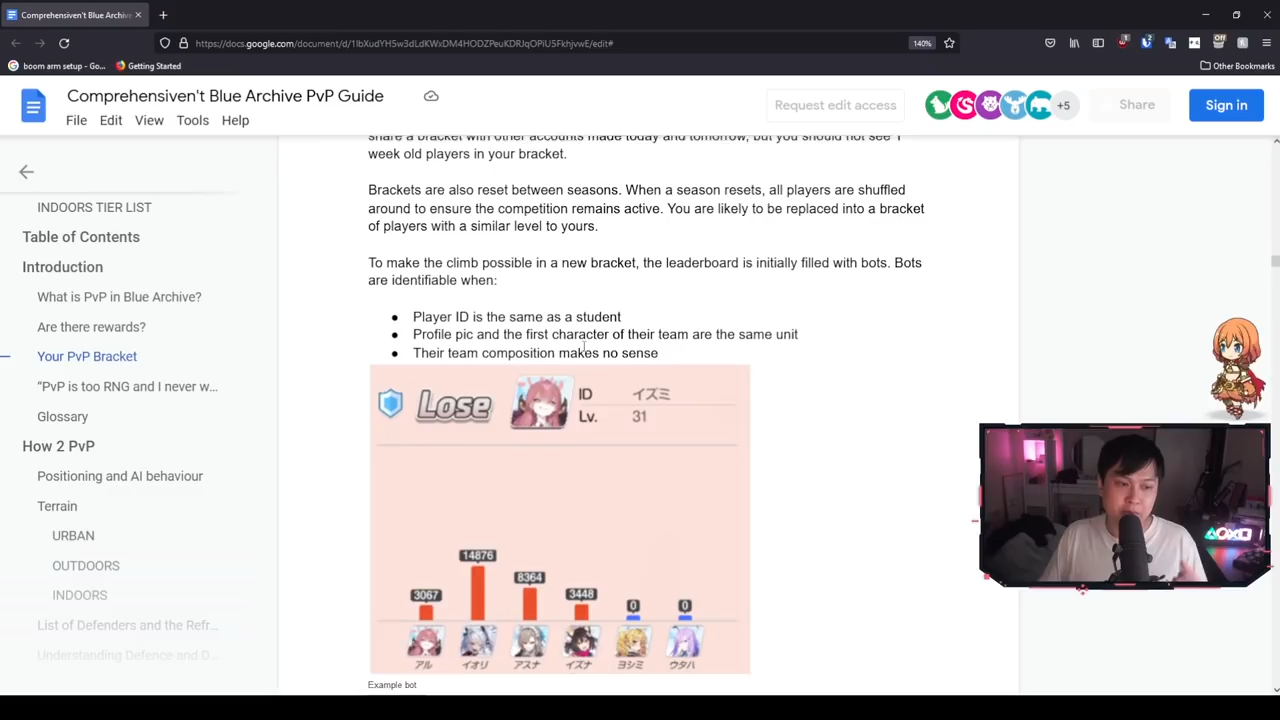 Comprehensiven't Blue Archive
https://docs.google.com/document/d/1IbXudYH5w3dLdKWxDM4HODZPeuKDRJqOPiU5FkhjvwE/edit#
140%
boom arm setup - Go...
Getting Started
Other Bookmarks
Comprehensiven't Blue Archive PvP Guide
File
Edit
View
Tools
Help
Request edit access
+5
Share
Sign in
INDOORS TIER LIST
Table of Contents
Introduction
What is PvP in Blue Archive?
Are there rewards?
Your PvP Bracket
“PvP is too RNG and I never w...
Glossary
How 2 PvP
Positioning and AI behaviour
Terrain
URBAN
OUTDOORS
INDOORS
List of Defenders and the Refr...
Understanding Defence and D...
share a bracket with other accounts made today and tomorrow, but you should not see 1
week old players in your bracket.
Brackets are also reset between seasons. When a season resets, all players are shuffled
around to ensure the competition remains active. You are likely to be replaced into a bracket
of players with a similar level to yours.
To make the climb possible in a new bracket, the leaderboard is initially filled with bots. Bots
are identifiable when:
● Player ID is the same as a student
● Profile pic and the first character of their team are the same unit
● Their team composition makes no sense
Lose
ID イズミ
Lv. 31
3067 14876 8364 3448 0 0
アル イオリ アスナ イズナ ヨシミ ウタハ
Example bot